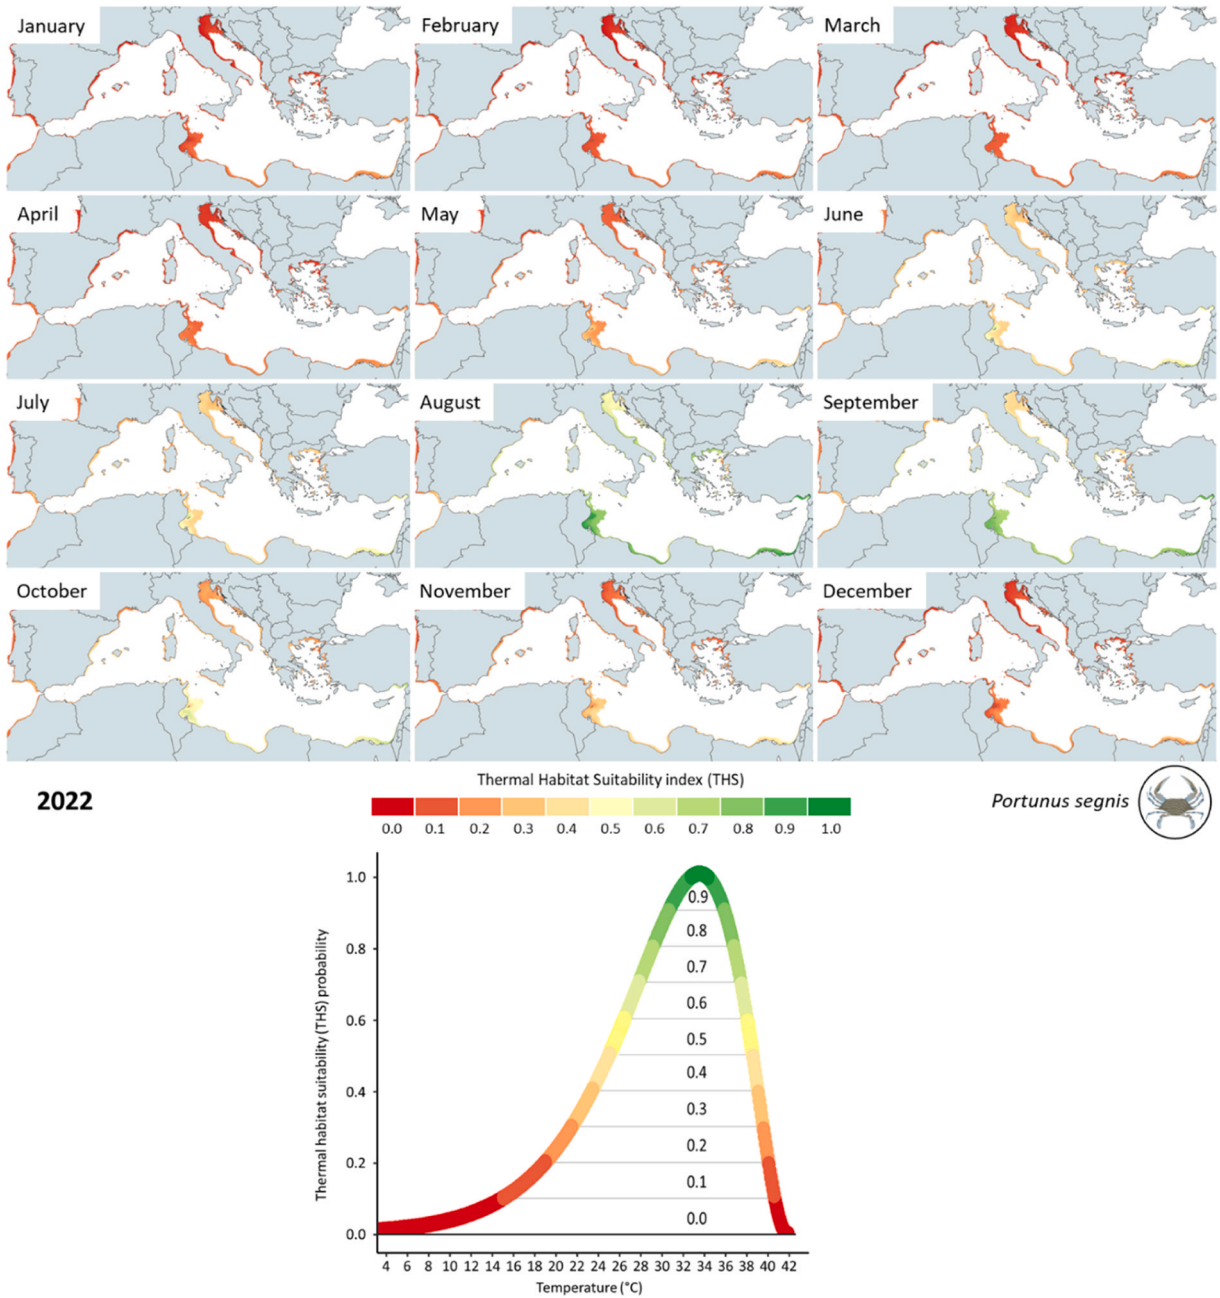 January
February
March
April
May
June
July
August
September
October
November
December
2022
Thermal Habitat Suitability index (THS)
0.0 0.1 0.2 0.3 0.4 0.5 0.6 0.7 0.8 0.9 1.0
Portunus segnis
Thermal habitat suitability (THS) probability
1.0
0.8
0.6
0.4
0.2
0.0
0.9
0.8
0.7
0.6
0.5
0.4
0.3
0.2
0.1
0.0
4 6 8 10 12 14 16 18 20 22 24 26 28 30 32 34 36 38 40 42
Temperature (°C)